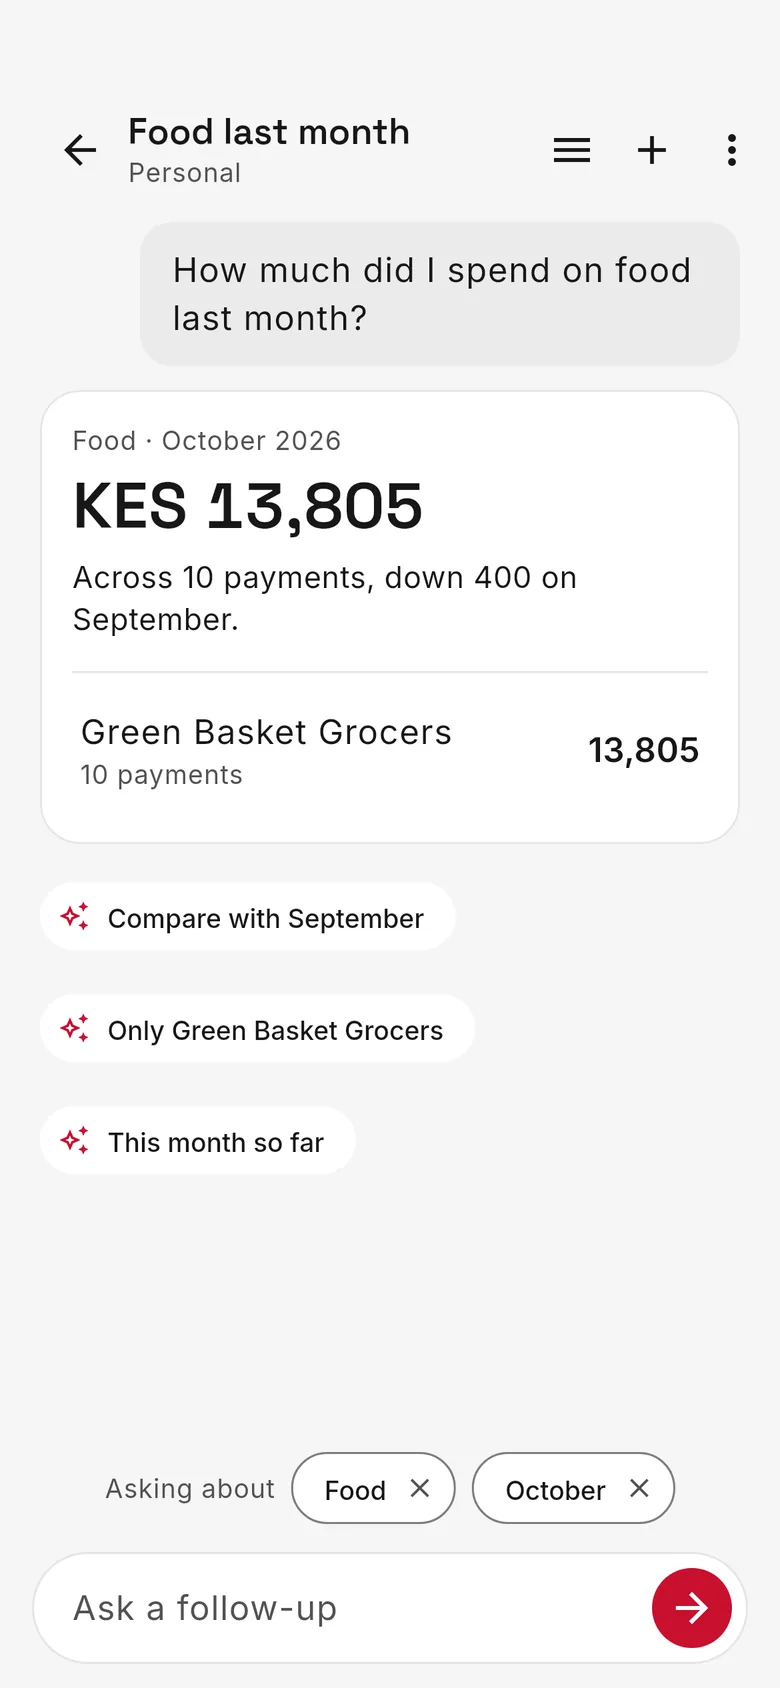 Food last month
Personal
How much did I spend on food
last month?
Food · October 2026
KES 13,805
Across 10 payments, down 400 on
September.
Green Basket Grocers
13,805
10 payments
Compare with September
Only Green Basket Grocers
This month so far
Asking about
Food
October
Ask a follow-up